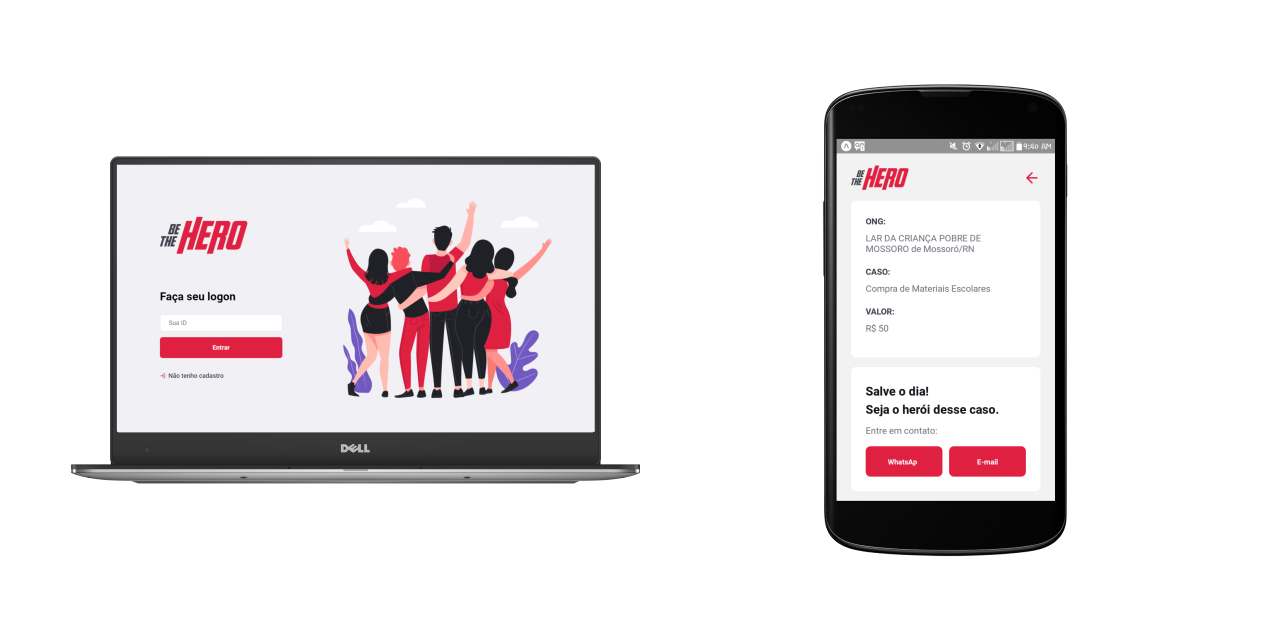 BE
THE HERO
Faça seu logon
Sua ID
Entrar
Não tenho cadastro
DELL
9:40 AM
BE
THE HERO
ONG:
LAR DA CRIANÇA POBRE DE
MOSSORO de Mossoró/RN
CASO:
Compra de Materiais Escolares
VALOR:
R$ 50
Salve o dia!
Seja o herói desse caso.
Entre em contato:
WhatsAp
E-mail